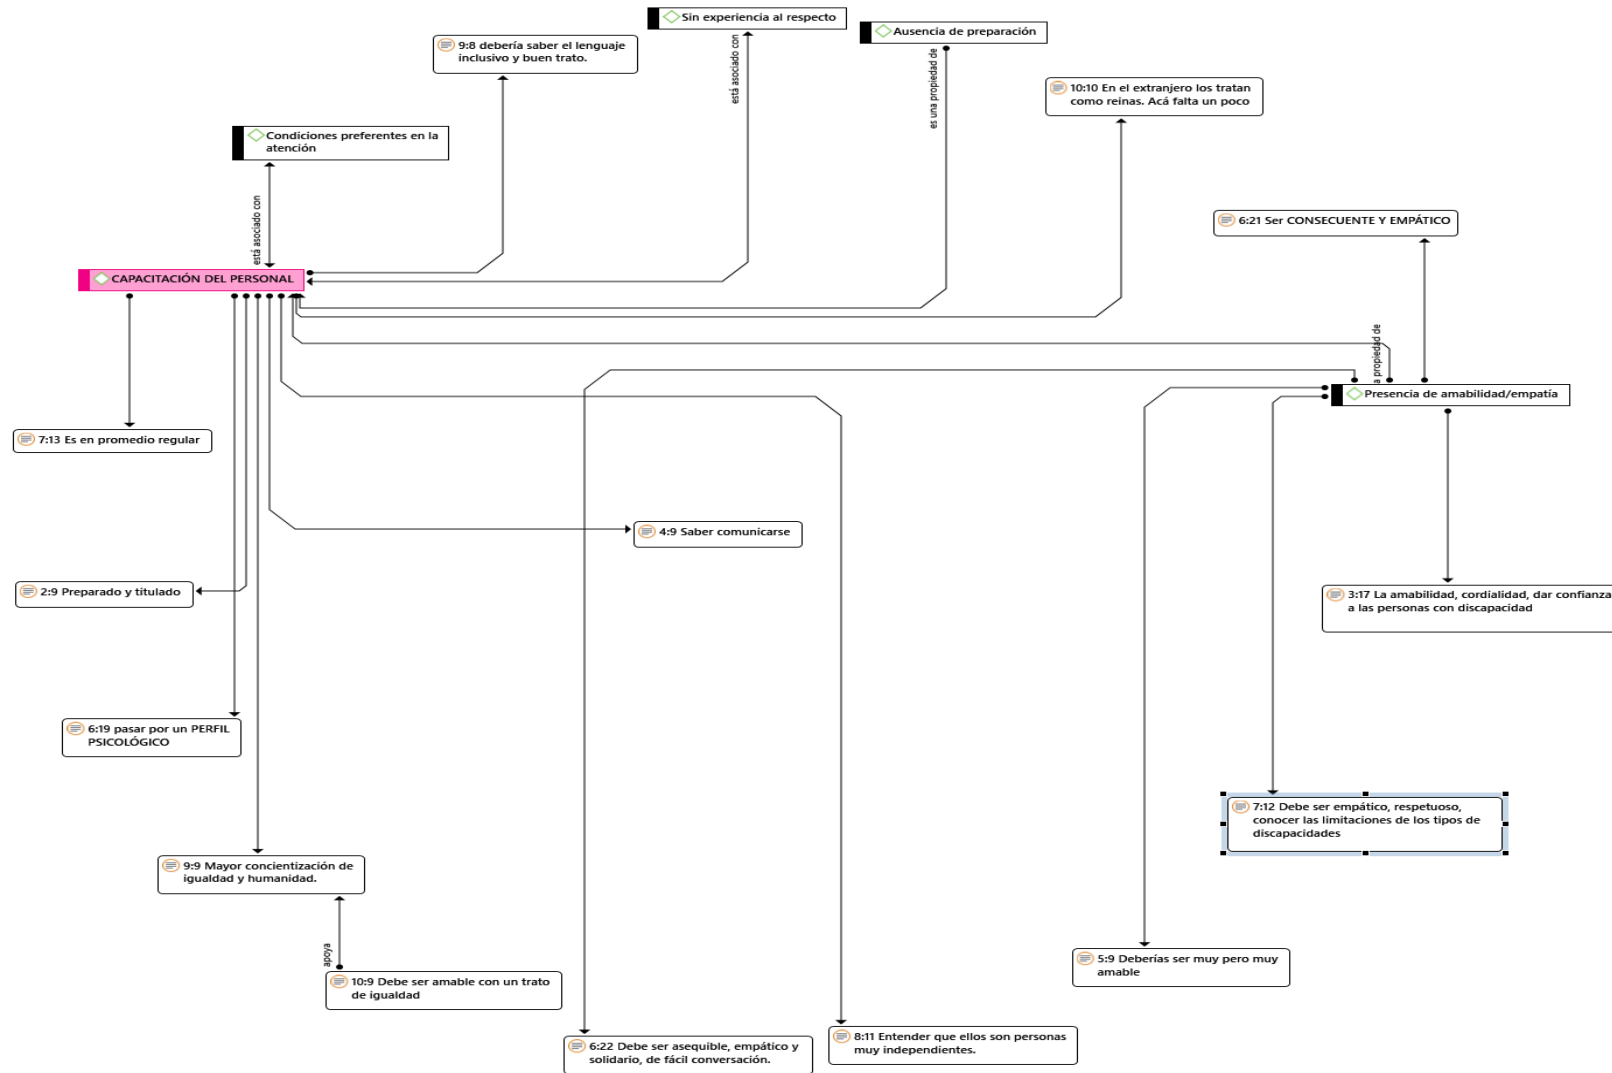 Sin experiencia al respecto
Ausencia de preparación
9:8 debería saber el lenguaje
inclusivo y buen trato.
está asociado con
es una propiedad de
10:10 En el extranjero los tratan
como reinas. Acá falta un poco
Condiciones preferentes en la
atención
está asociado con
6:21 Ser CONSECUENTE Y EMPÁTICO
CAPACITACIÓN DEL PERSONAL
a propiedad de
Presencia de amabilidad/empatía
7:13 Es en promedio regular
4:9 Saber comunicarse
2:9 Preparado y titulado
3:17 La amabilidad, cordialidad, dar confianza
a las personas con discapacidad
6:19 pasar por un PERFIL
PSICOLÓGICO
7:12 Debe ser empático, respetuoso,
conocer las limitaciones de los tipos de
discapacidades
9:9 Mayor concientización de
igualdad y humanidad.
apoya
10:9 Debe ser amable con un trato
de igualdad
5:9 Deberías ser muy pero muy
amable
6:22 Debe ser asequible, empático y
solidario, de fácil conversación.
8:11 Entender que ellos son personas
muy independientes.